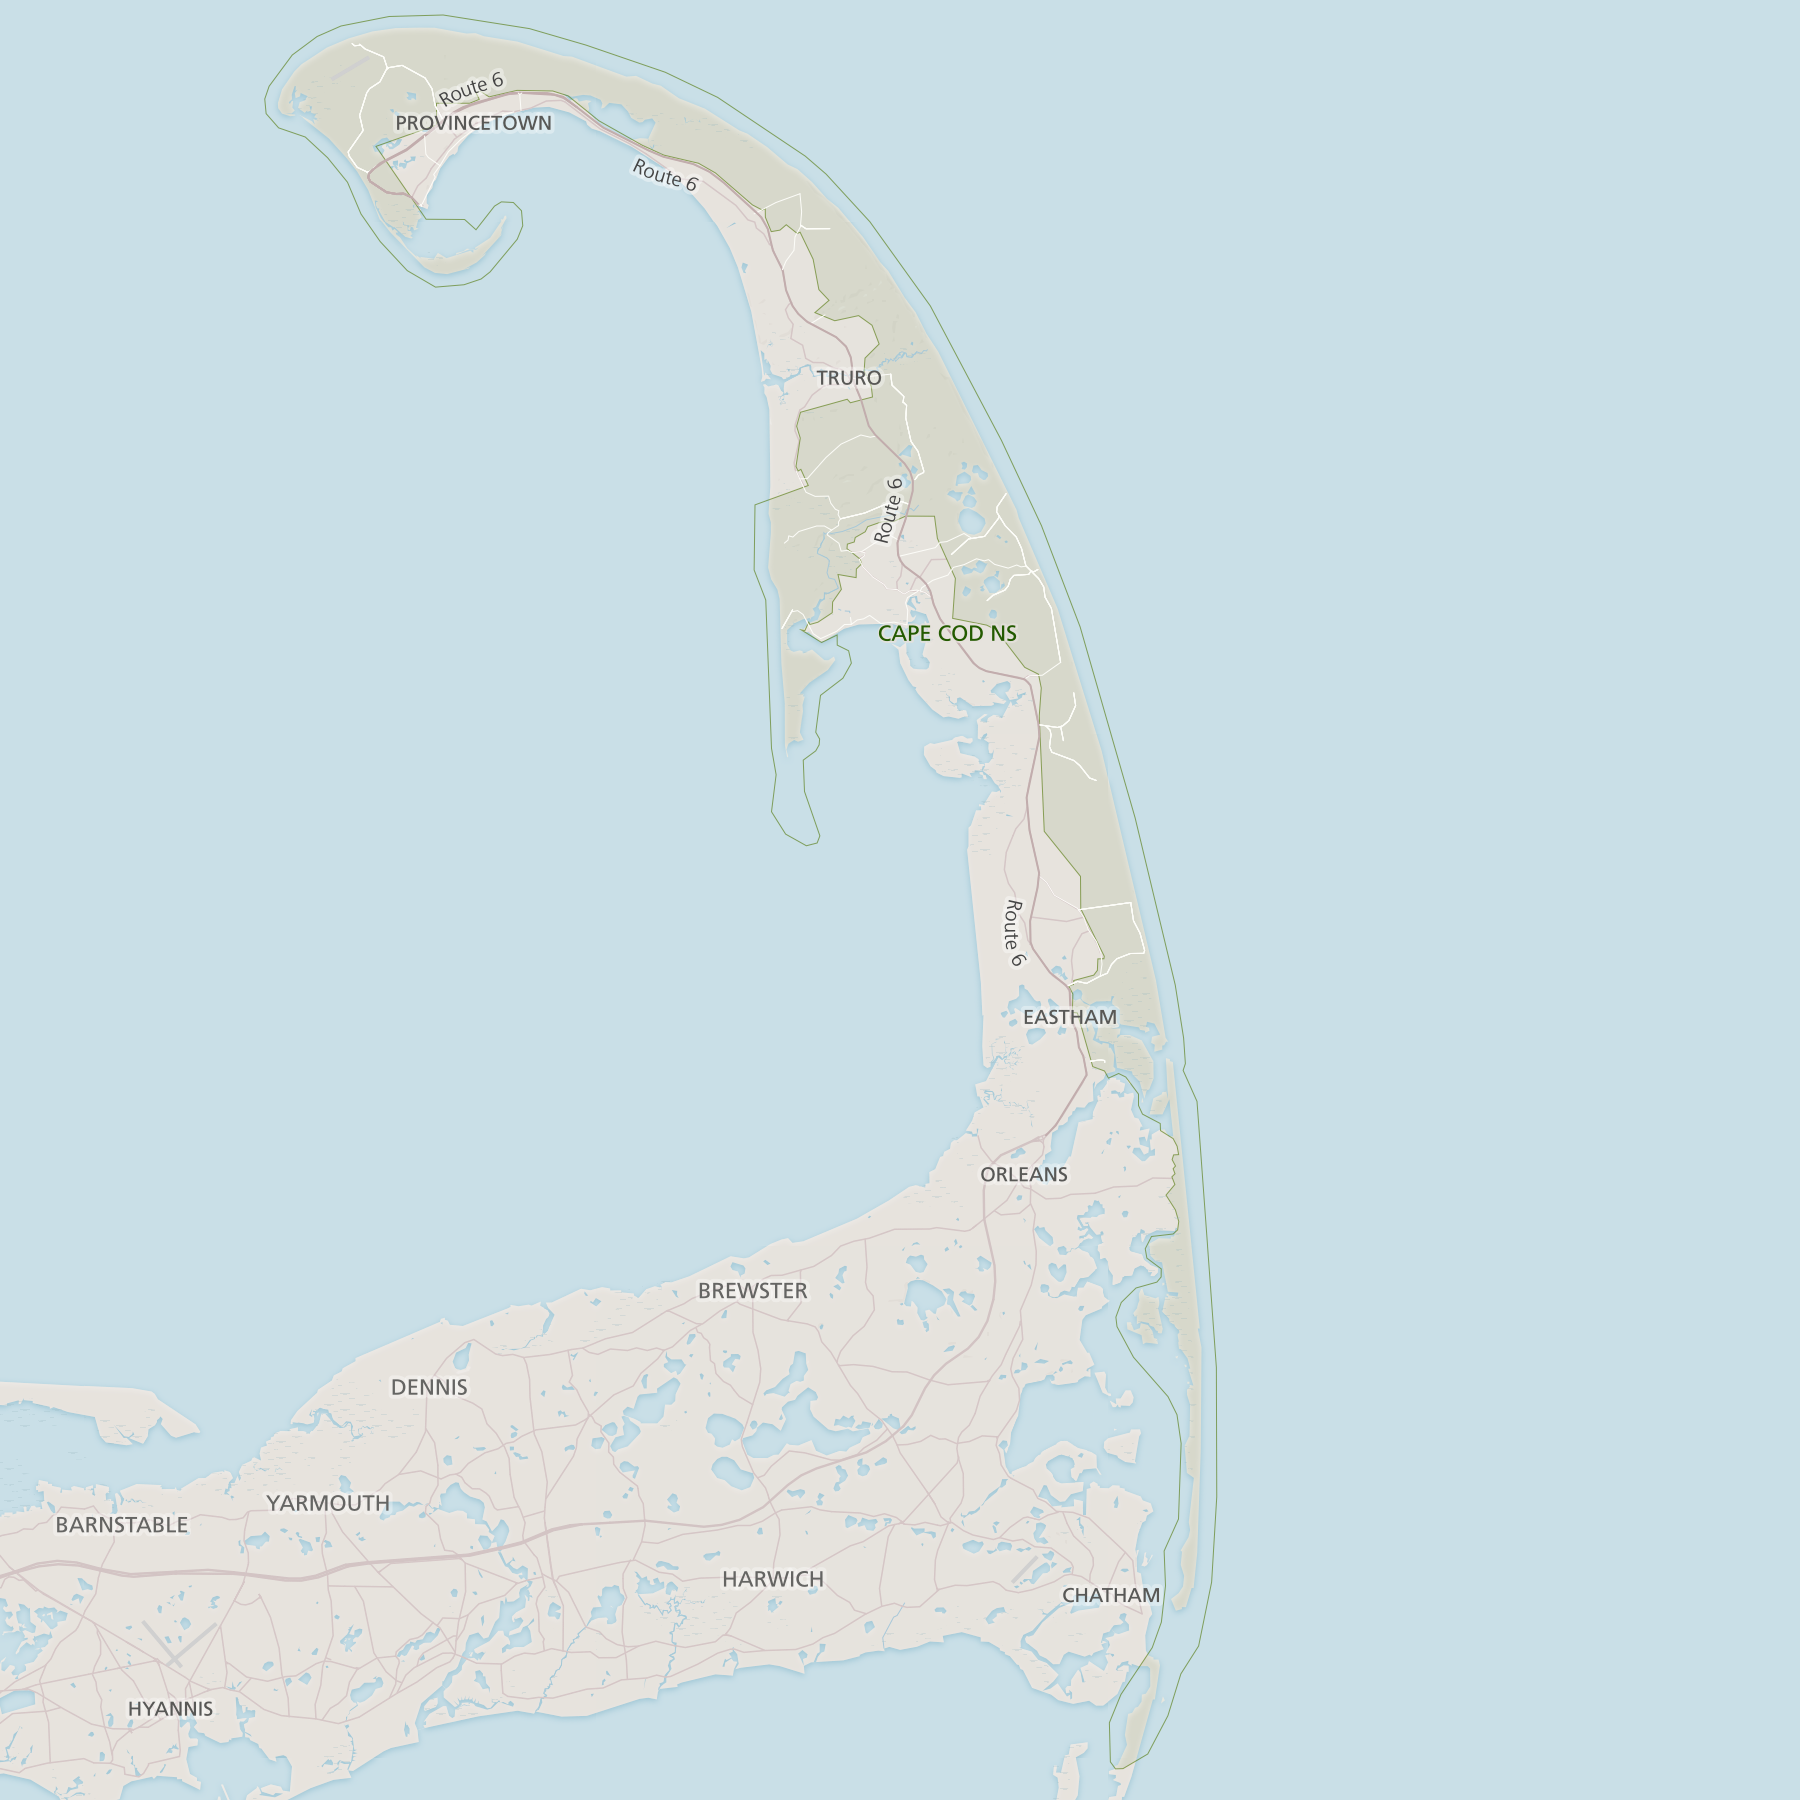 Route 6
PROVINCETOWN
Route 6
TRURO
Route 6
CAPE COD NS
Route 6
EASTHAM
ORLEANS
BREWSTER
DENNIS
YARMOUTH
BARNSTABLE
HARWICH
CHATHAM
HYANNIS